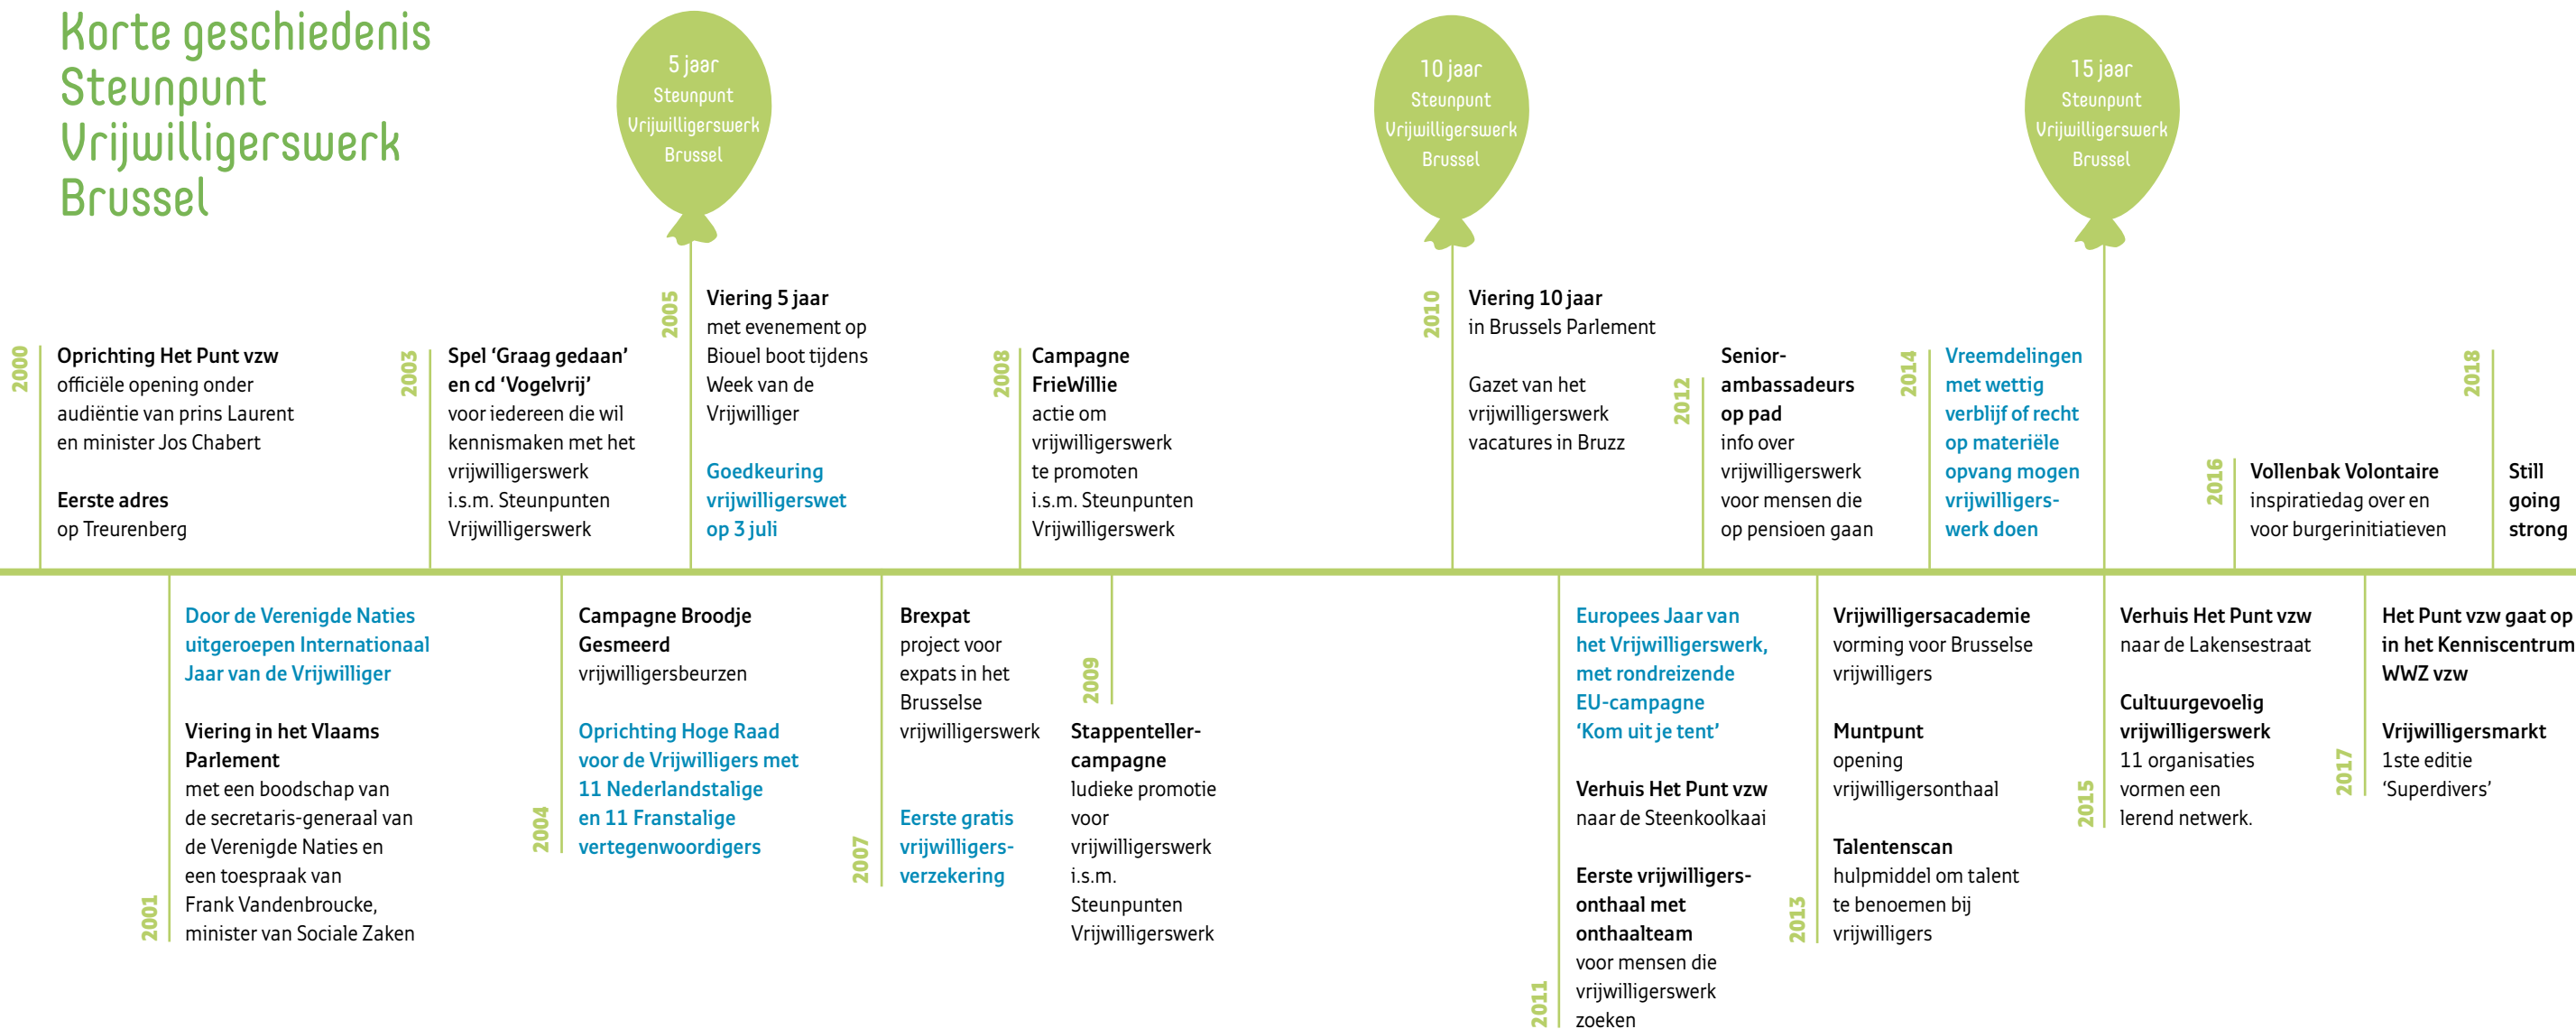 Korte geschiedenis
Steunpunt
Vrijwilligerswerk
Brussel
5 jaar
Steunpunt
Vrijwilligerswerk
Brussel
10 jaar
Steunpunt
Vrijwilligerswerk
Brussel
15 jaar
Steunpunt
Vrijwilligerswerk
Brussel
2000
Oprichting Het Punt vzw
officiële opening onder
audiëntie van prins Laurent
en minister Jos Chabert
Eerste adres
op Treurenberg
2001
Door de Verenigde Naties
uitgeroepen Internationaal
Jaar van de Vrijwilliger
Viering in het Vlaams
Parlement
met een boodschap van
de secretaris-generaal van
de Verenigde Naties en
een toespraak van
Frank Vandenbroucke,
minister van Sociale Zaken
2003
Spel ‘Graag gedaan’
en cd ‘Vogelvrij’
voor iedereen die wil
kennismaken met het
vrijwilligerswerk
i.s.m. Steunpunten
Vrijwilligerswerk
2004
Campagne Broodje
Gesmeerd
vrijwilligersbeurzen
Oprichting Hoge Raad
voor de Vrijwilligers met
11 Nederlandstalige
en 11 Franstalige
vertegenwoordigers
2005
Viering 5 jaar
met evenement op
Biouel boot tijdens
Week van de
Vrijwilliger
Goedkeuring
vrijwilligerswet
op 3 juli
2007
Brexpat
project voor
expats in het
Brusselse
vrijwilligerswerk
Eerste gratis
vrijwilligers-
verzekering
2008
Campagne
FrieWillie
actie om
vrijwilligerswerk
te promoten
i.s.m. Steunpunten
Vrijwilligerswerk
2009
Stappenteller-
campagne
ludieke promotie
voor
vrijwilligerswerk
i.s.m.
Steunpunten
Vrijwilligerswerk
2010
Viering 10 jaar
in Brussels Parlement
Gazet van het
vrijwilligerswerk
vacatures in Bruzz
2011
Europees Jaar van
het Vrijwilligerswerk,
met rondreizende
EU-campagne
‘Kom uit je tent’
Verhuis Het Punt vzw
naar de Steenkoolkaai
Eerste vrijwilligers-
onthaal met
onthaalteam
voor mensen die
vrijwilligerswerk
zoeken
2012
Senior-
ambassadeurs
op pad
info over
vrijwilligerswerk
voor mensen die
op pensioen gaan
2013
Vrijwilligersacademie
vorming voor Brusselse
vrijwilligers
Muntpunt
opening
vrijwilligersonthaal
Talentenscan
hulpmiddel om talent
te benoemen bij
vrijwilligers
2014
Vreemdelingen
met wettig
verblijf of recht
op materiële
opvang mogen
vrijwilligers-
werk doen
2015
Verhuis Het Punt vzw
naar de Lakensestraat
Cultuurgevoelig
vrijwilligerswerk
11 organisaties
vormen een
lerend netwerk.
2016
Vollenbak Volontaire
inspiratiedag over en
voor burgerinitiatieven
2017
Het Punt vzw gaat op
in het Kenniscentrum
WWZ vzw
Vrijwilligersmarkt
1ste editie
‘Superdivers’
2018
Still
going
strong